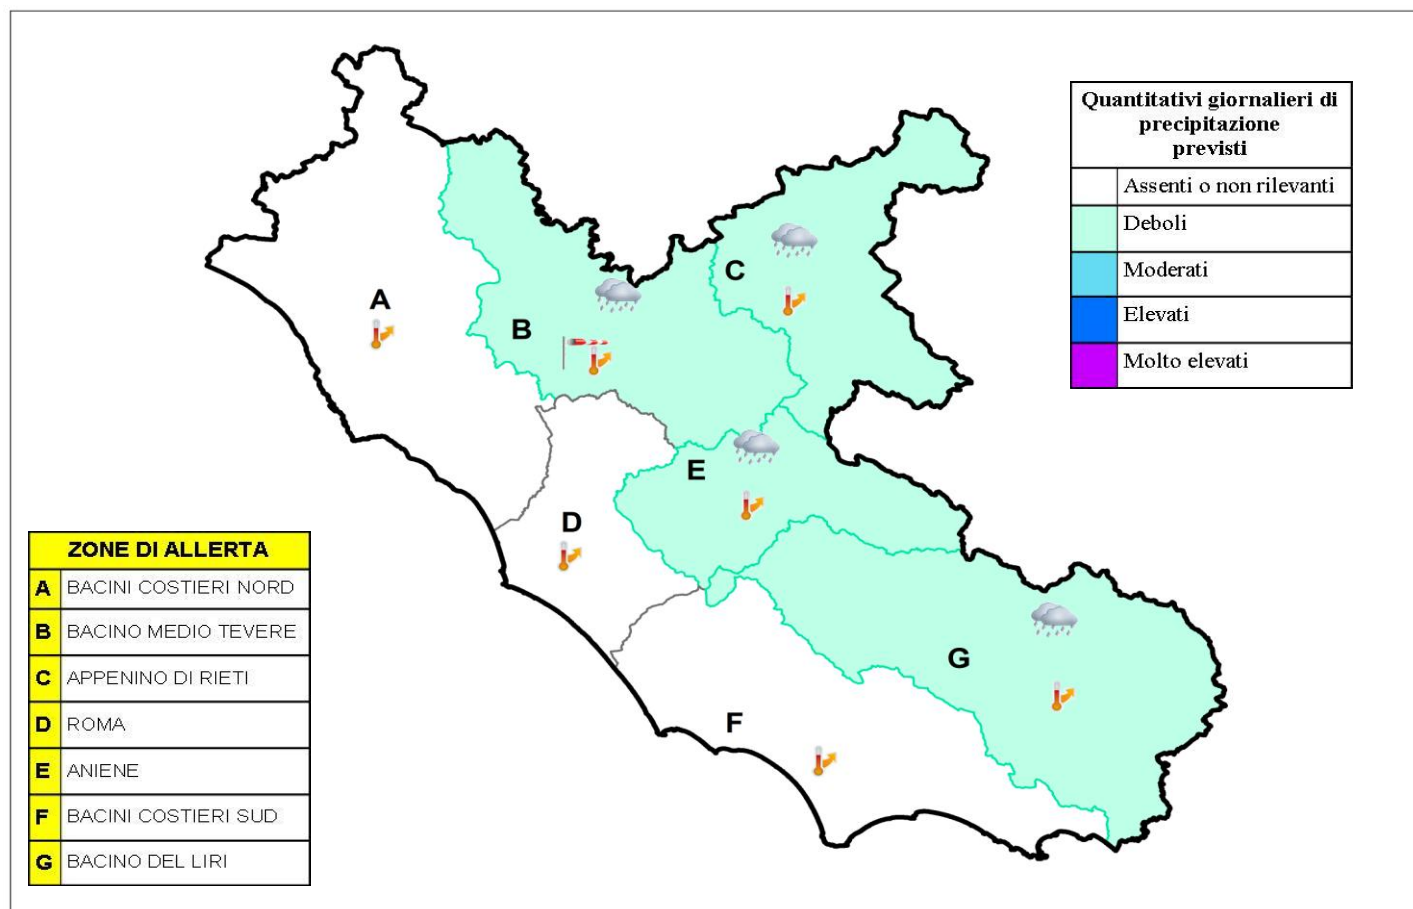 Quantitativi giornalieri di
precipitazione
previsti
Assenti o non rilevanti
Deboli
Moderati
Elevati
Molto elevati
C
A
B
E
D
G
F
ZONE DI ALLERTA
A BACINI COSTIERI NORD
B BACINO MEDIO TEVERE
C APPENINO DI RIETI
D ROMA
E ANIENE
F BACINI COSTIERI SUD
G BACINO DEL LIRI